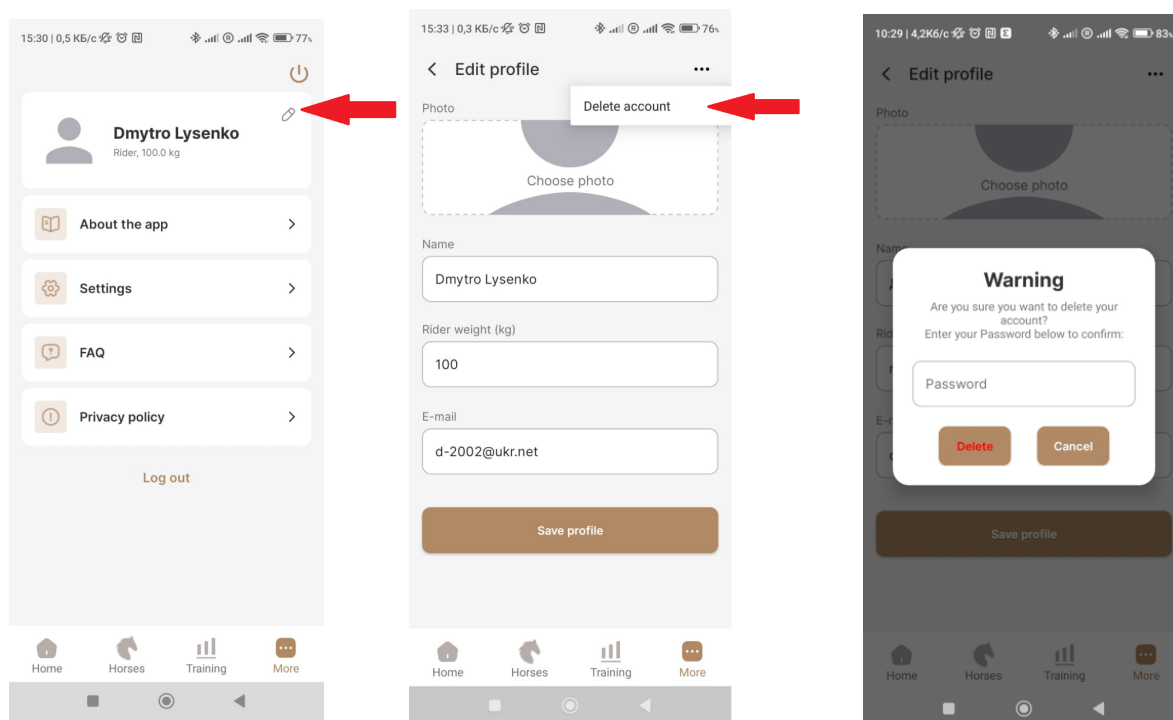 15:30 | 0,5 КБ/с
77%
Dmytro Lysenko
Rider, 100.0 kg
About the app
Settings
FAQ
Privacy policy
Log out
Home
Horses
Training
More
15:33 | 0,3 КБ/с
76%
Edit profile
Delete account
Photo
Choose photo
Name
Dmytro Lysenko
Rider weight (kg)
100
E-mail
d-2002@ukr.net
Save profile
Home
Horses
Training
More
10:29 | 4,2Кб/с
83%
Edit profile
Photo
Choose photo
Name
Warning
Are you sure you want to delete your
account?
Enter your Password below to confirm:
Password
Delete
Cancel
Save profile
Home
Horses
Training
More